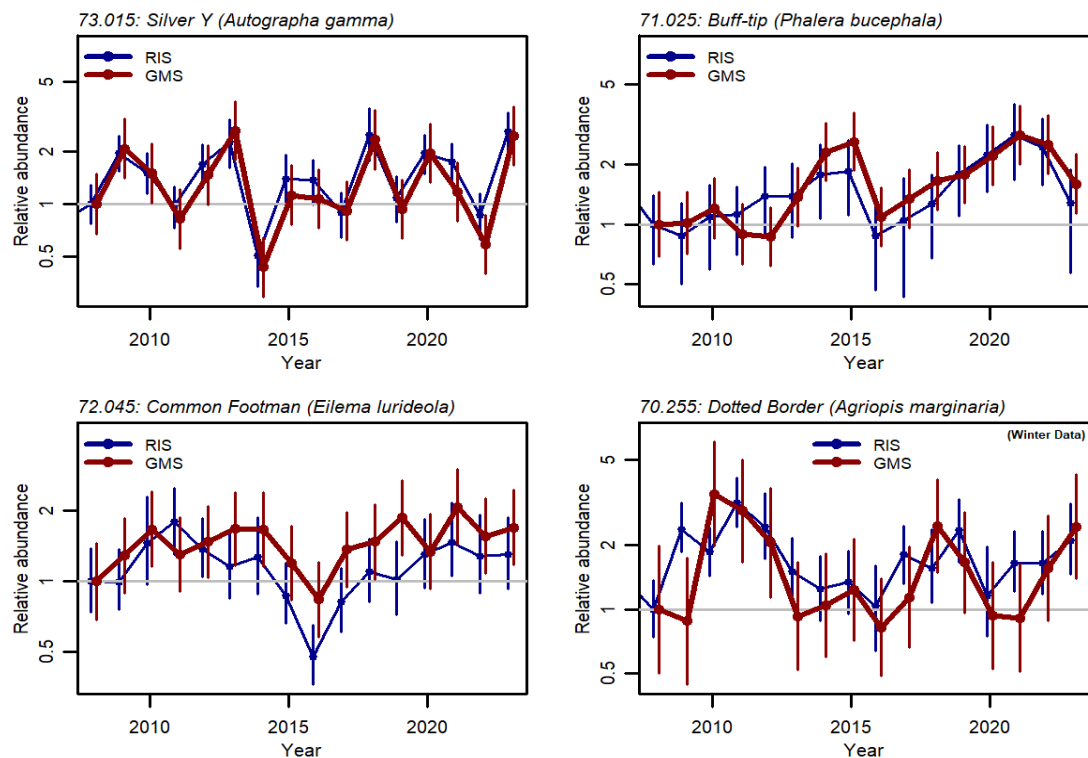 73.015: Silver Y (Autographa gamma)
RIS
GMS
Relative abundance
5
2
1
0.5
2010
2015
2020
Year
71.025: Buff-tip (Phalera bucephala)
RIS
GMS
Relative abundance
5
2
1
0.5
2010
2015
2020
Year
72.045: Common Footman (Eilema lurideola)
RIS
GMS
Relative abundance
2
1
0.5
2010
2015
2020
Year
70.255: Dotted Border (Agriopis marginaria)
(Winter Data)
RIS
GMS
Relative abundance
5
2
1
0.5
2010
2015
2020
Year